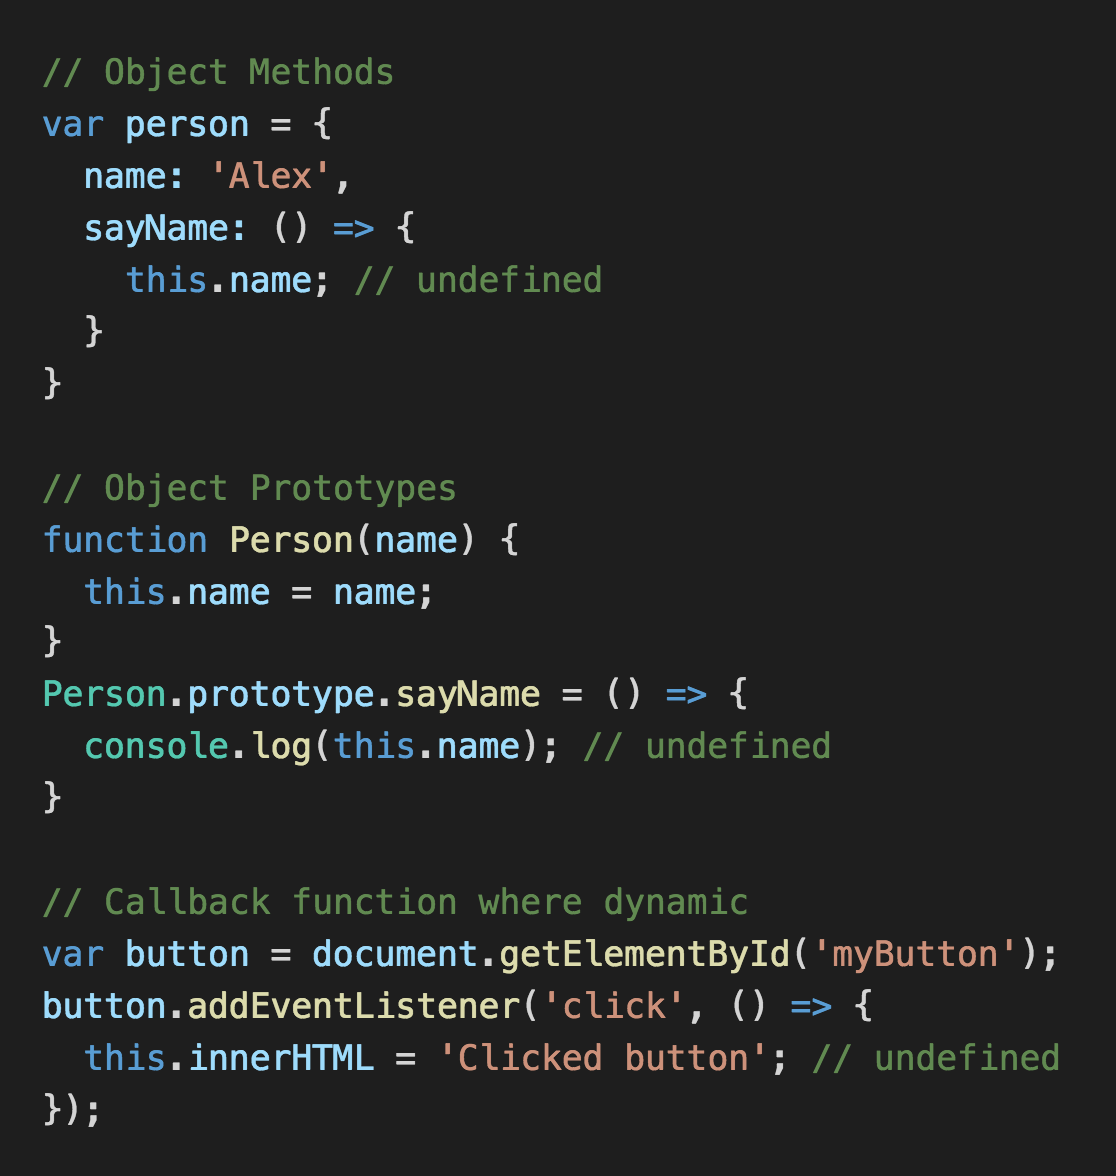 // Object Methods
var person = {
  name: 'Alex',
  sayName: () => {
    this.name; // undefined
  }
}
// Object Prototypes
function Person(name) {
  this.name = name;
}
Person.prototype.sayName = () => {
  console.log(this.name); // undefined
}
// Callback function where dynamic
var button = document.getElementById('myButton');
button.addEventListener('click', () => {
  this.innerHTML = 'Clicked button'; // undefined
});